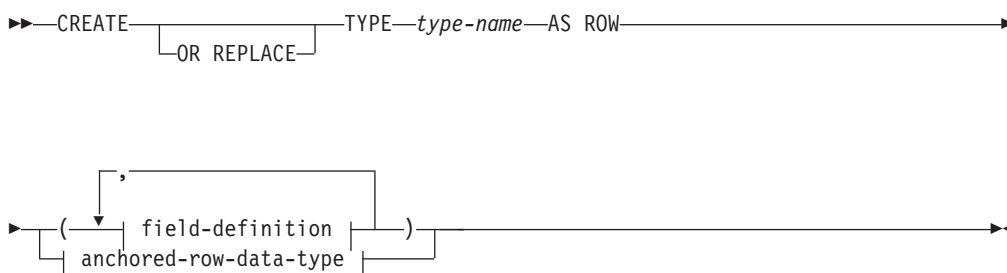 CREATE TYPE type-name AS ROW
OR REPLACE
,
( field-definition )
anchored-row-data-type